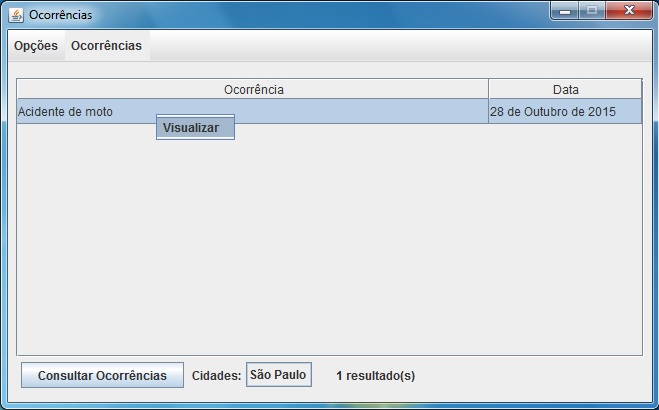 Ocorrências
Opções Ocorrências
Ocorrência Data
Acidente de moto 28 de Outubro de 2015
Visualizar
Consultar Ocorrências Cidades: São Paulo 1 resultado(s)